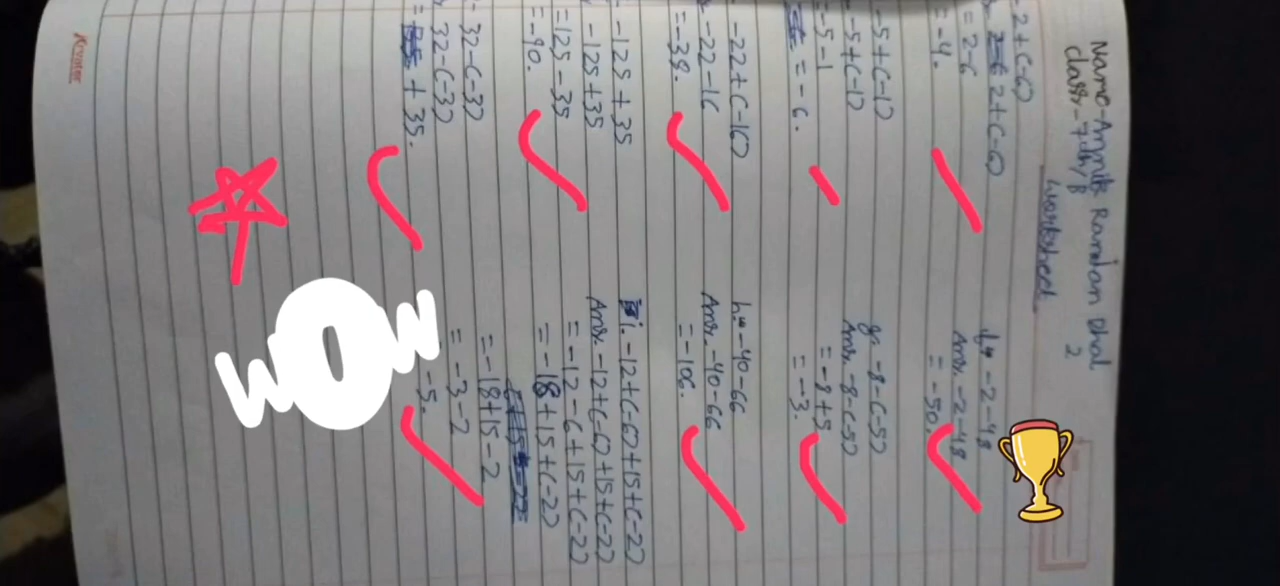 Name-Arpnit Ranjan Dhal
Class-7th/B 2
Worksheet
- 2+(-6)
2+(-6)
= 2-6
= -4.
-5+(-1)
-5+(-1)
= -5-1
= -6.
-22+(-16)
-22-16
= -38.
-125+35
-125+35
= 125-35
= -90.
32-(-3)
32-(-3)
= + 35.
f. -2-48
Ans. -2-48
= -50.
g. -8-(-5)
Ans. -8-(-5)
= -8+5
= -3.
h. -40-66
Ans. -40-66
= -106.
i. -12+(-6)+15+(-2)
Ans. -12+(-6)+15+(-2)
= -12-6+15+(-2)
= -18+15+(-2)
= -18+15-2
= -3-2
-5.
WOW
Kreater